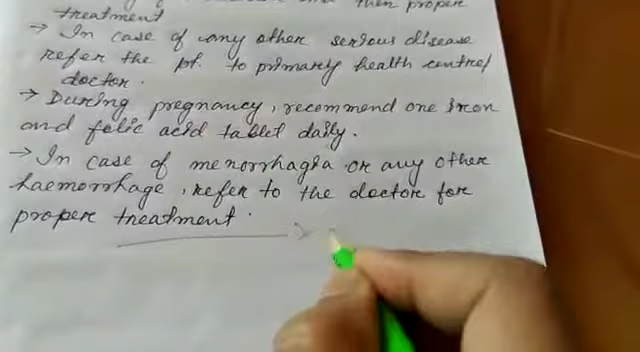 then proper
treatment
→ In case of any other serious disease
refer the pt. to primary health centre/
doctor.
→ During pregnancy, recommend one iron
and folic acid tablet daily.
→ In case of menorrhagia or any other
haemorrhage, refer to the doctor for
proper treatment.